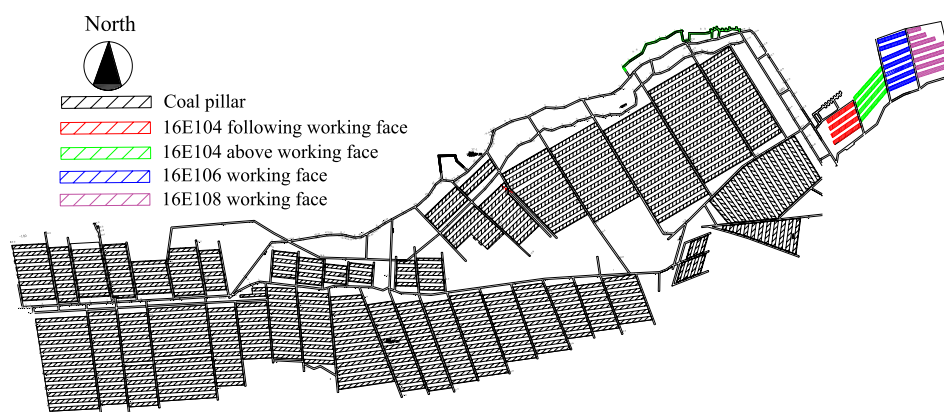 North
Coal pillar
16E104 following working face
16E104 above working face
16E106 working face
16E108 working face